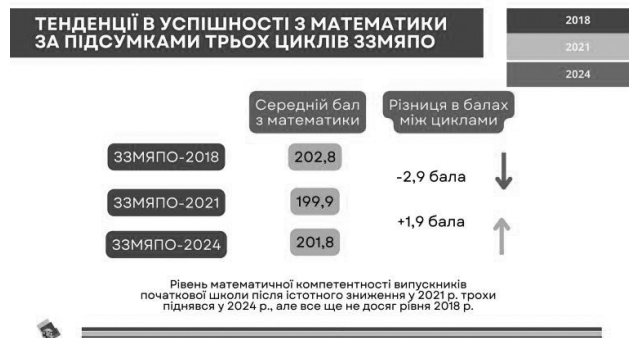 ТЕНДЕНЦІЇ В УСПІШНОСТІ З МАТЕМАТИКИ
ЗА ПІДСУМКАМИ ТРЬОХ ЦИКЛІВ ЗЗМЯПО
2018
2021
2024
Середній бал
з математики
Різниця в балах
між циклами
ЗЗМЯПО-2018
202,8
-2,9 бала
ЗЗМЯПО-2021
199,9
+1,9 бала
ЗЗМЯПО-2024
201,8
Рівень математичної компетентності випускників
початкової школи після істотного зниження у 2021 р. трохи
піднявся у 2024 р., але все ще не досяг рівня 2018 р.